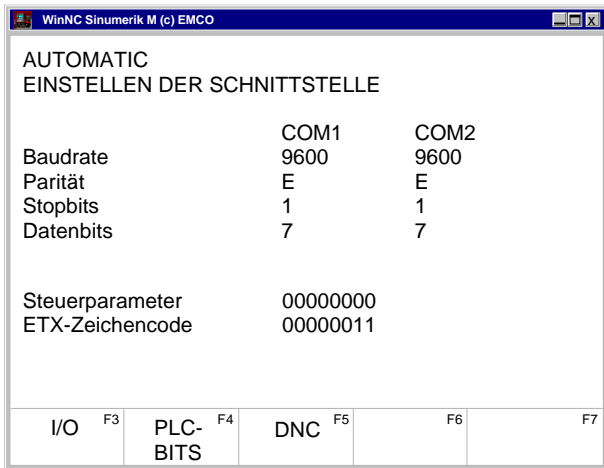 WinNC Sinumerik M (c) EMCO
AUTOMATIC
EINSTELLEN DER SCHNITTSTELLE
COM1 COM2
Baudrate 9600 9600
Parität E E
Stopbits 1 1
Datenbits 7 7
Steuerparameter 00000000
ETX-Zeichencode 00000011
I/O F3 PLC- F4 DNC F5 F6 F7
BITS